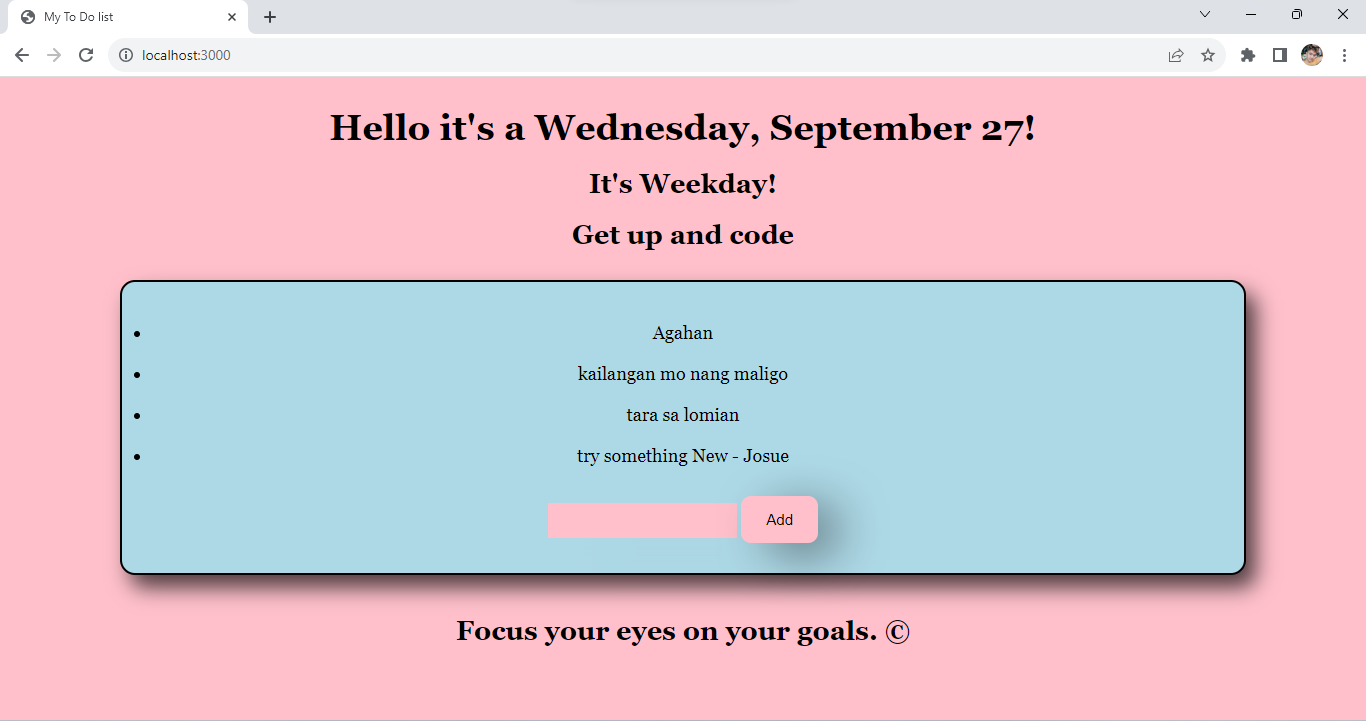 My To Do list
localhost:3000
Hello it's a Wednesday, September 27!
It's Weekday!
Get up and code
Agahan
kailangan mo nang maligo
tara sa lomian
try something New - Josue
Add
Focus your eyes on your goals. ©